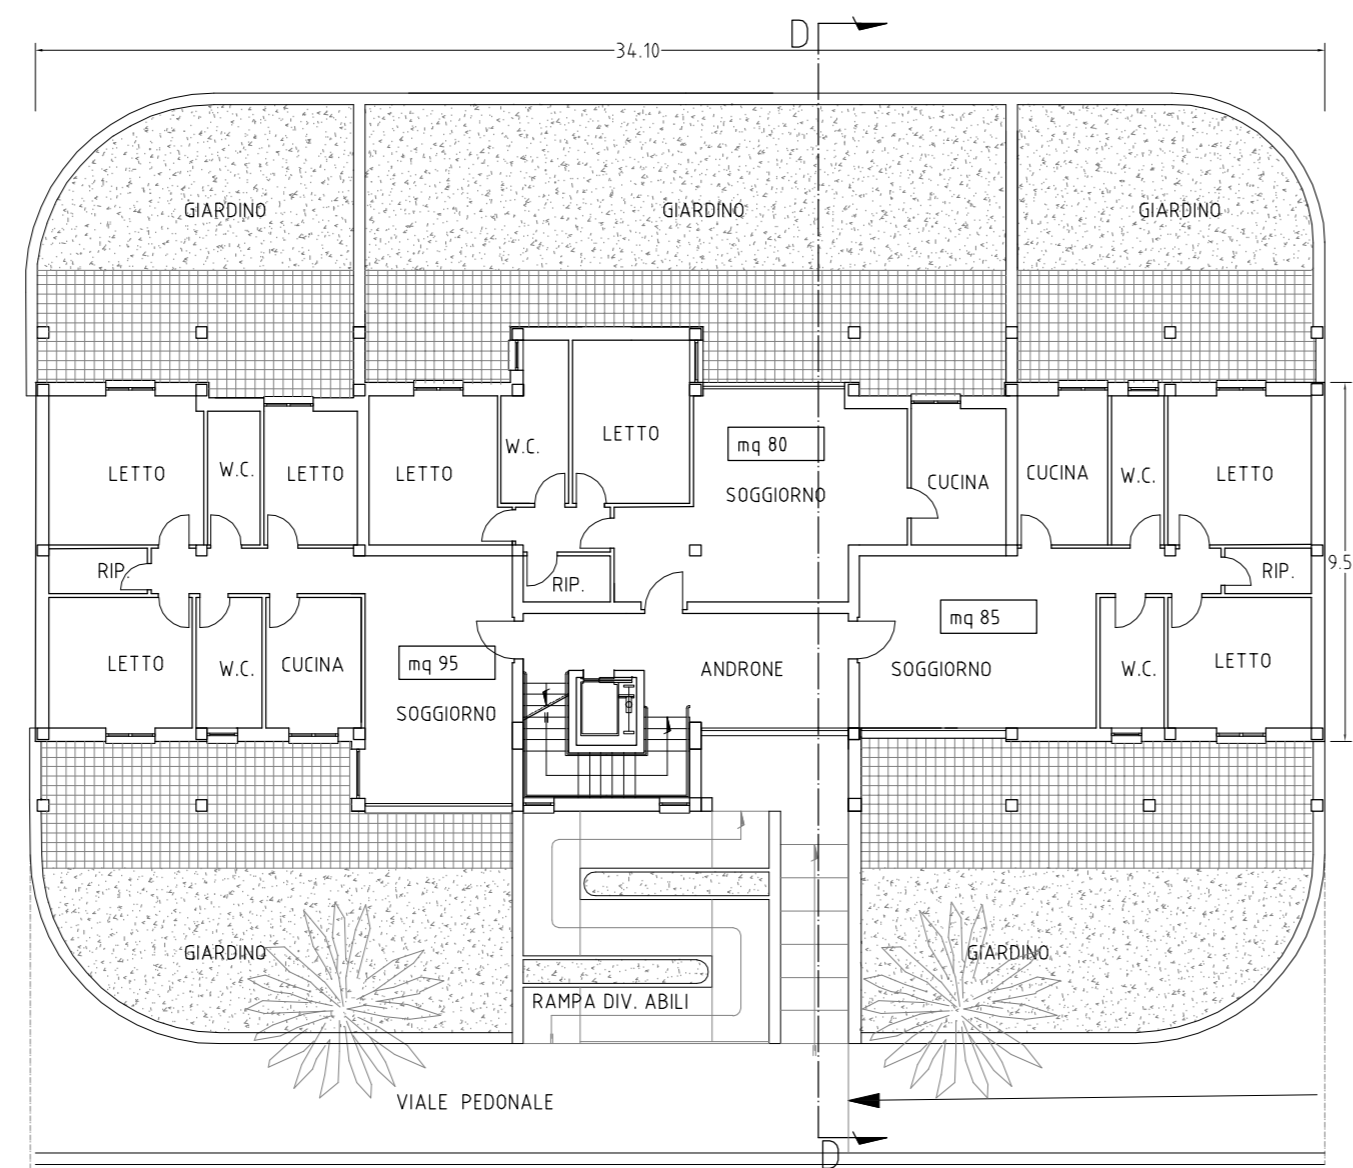 D
34.10
GIARDINO GIARDINO GIARDINO
mq 80
LETTO W.C. LETTO LETTO W.C. LETTO SOGGIORNO CUCINA CUCINA W.C. LETTO
RIP. RIP. RIP.
9.5
mq 85
mq 95
LETTO W.C. CUCINA SOGGIORNO ANDRONE SOGGIORNO W.C. LETTO
GIARDINO GIARDINO
RAMPA DIV. ABILI
VIALE PEDONALE
D